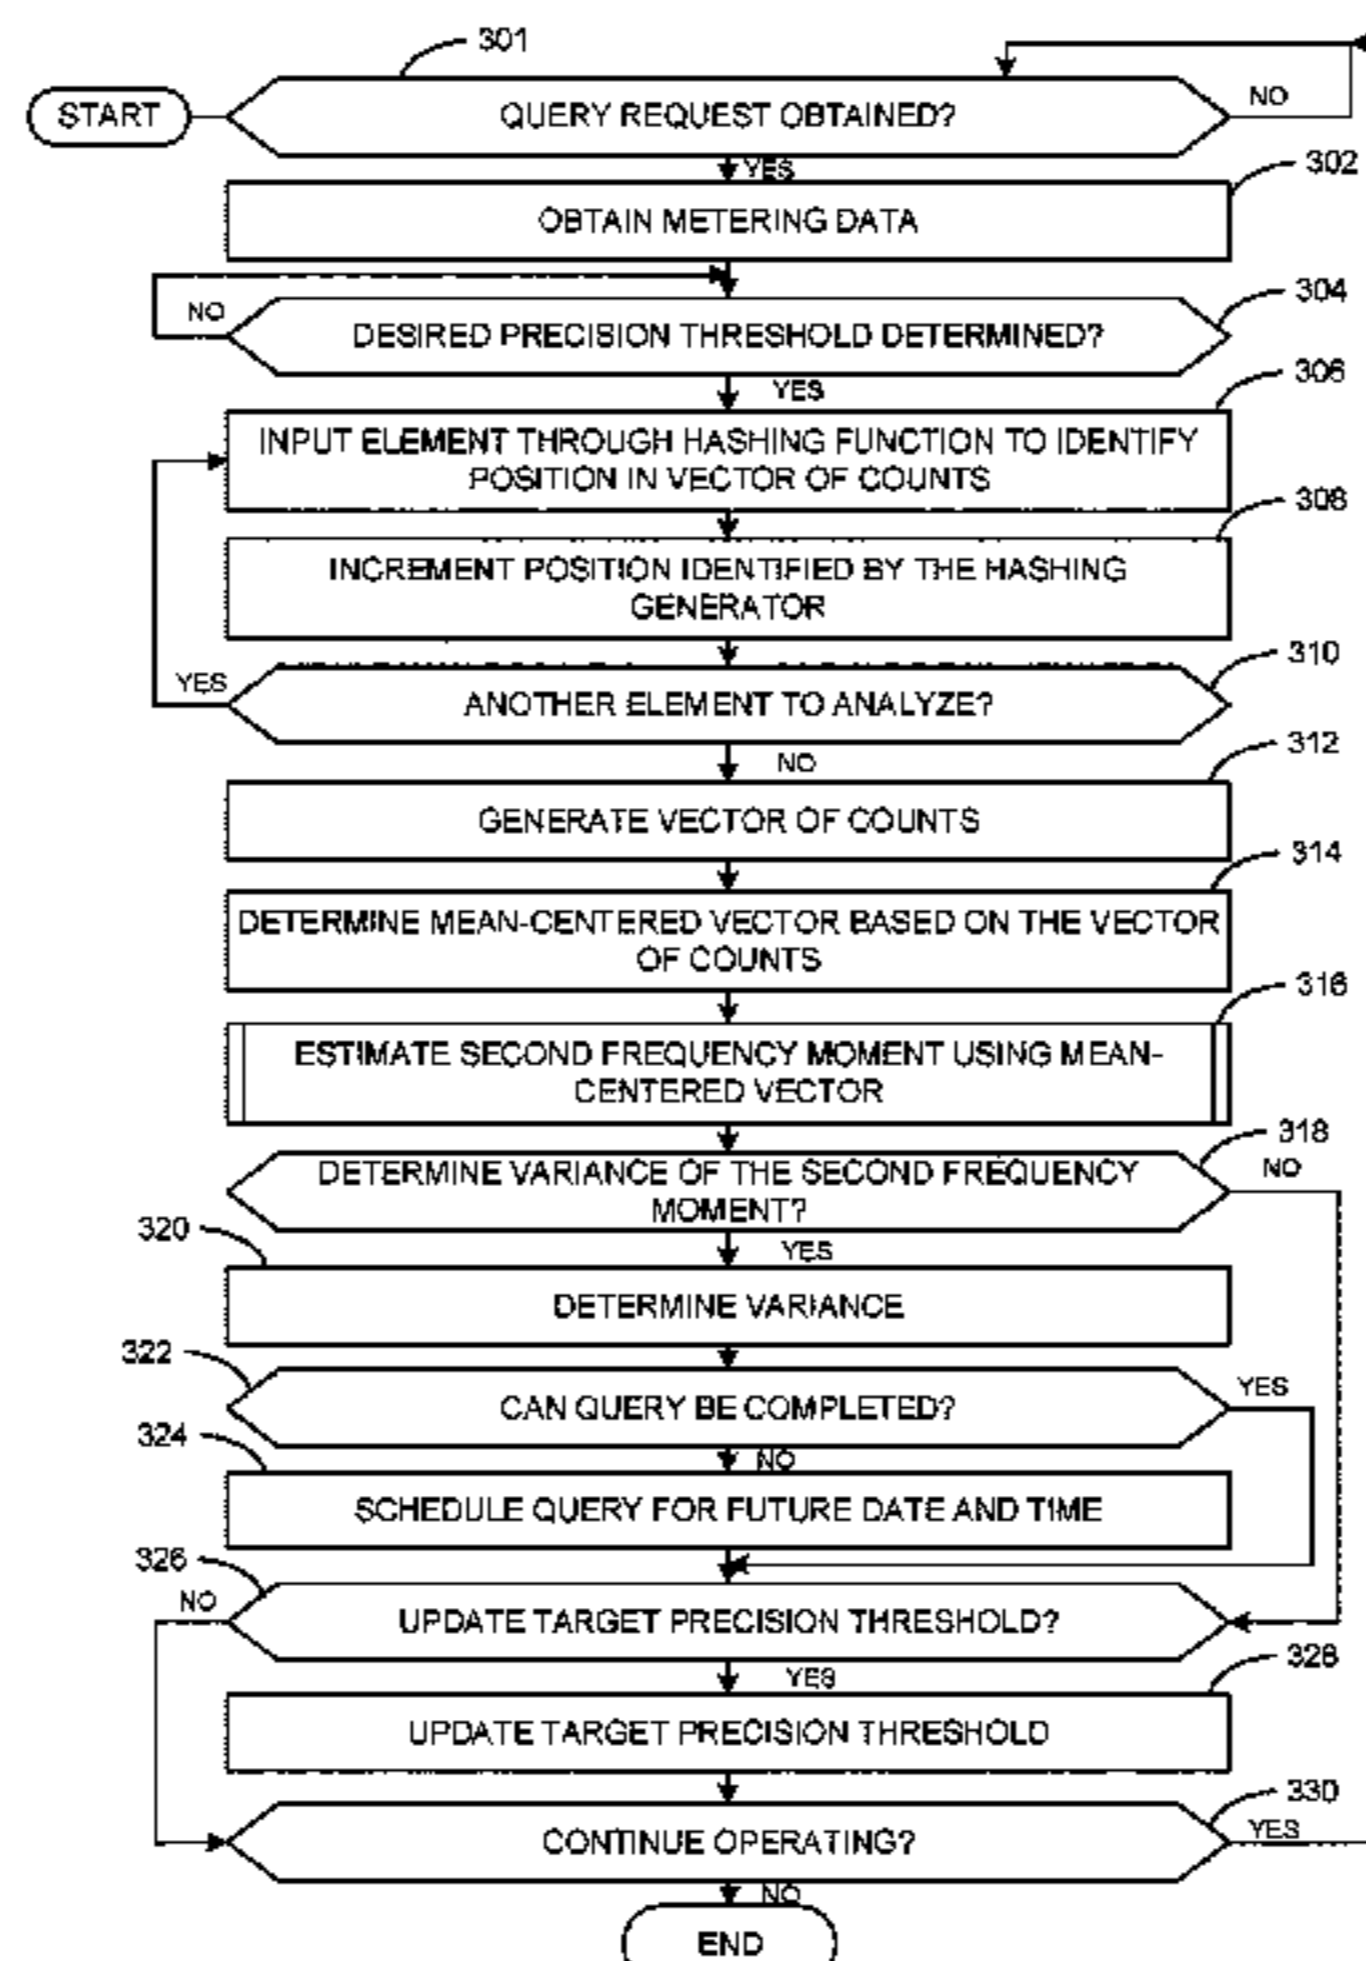 301
START
QUERY REQUEST OBTAINED?
NO
YES
302
OBTAIN METERING DATA
NO
304
DESIRED PRECISION THRESHOLD DETERMINED?
YES
306
INPUT ELEMENT THROUGH HASHING FUNCTION TO IDENTIFY
POSITION IN VECTOR OF COUNTS
308
INCREMENT POSITION IDENTIFIED BY THE HASHING
GENERATOR
310
YES
ANOTHER ELEMENT TO ANALYZE?
NO
312
GENERATE VECTOR OF COUNTS
314
DETERMINE MEAN-CENTERED VECTOR BASED ON THE VECTOR
OF COUNTS
316
ESTIMATE SECOND FREQUENCY MOMENT USING MEAN-
CENTERED VECTOR
318
DETERMINE VARIANCE OF THE SECOND FREQUENCY
MOMENT?
NO
320
YES
DETERMINE VARIANCE
322
CAN QUERY BE COMPLETED?
YES
324
NO
SCHEDULE QUERY FOR FUTURE DATE AND TIME
326
NO
UPDATE TARGET PRECISION THRESHOLD?
YES
328
UPDATE TARGET PRECISION THRESHOLD
330
CONTINUE OPERATING?
YES
NO
END